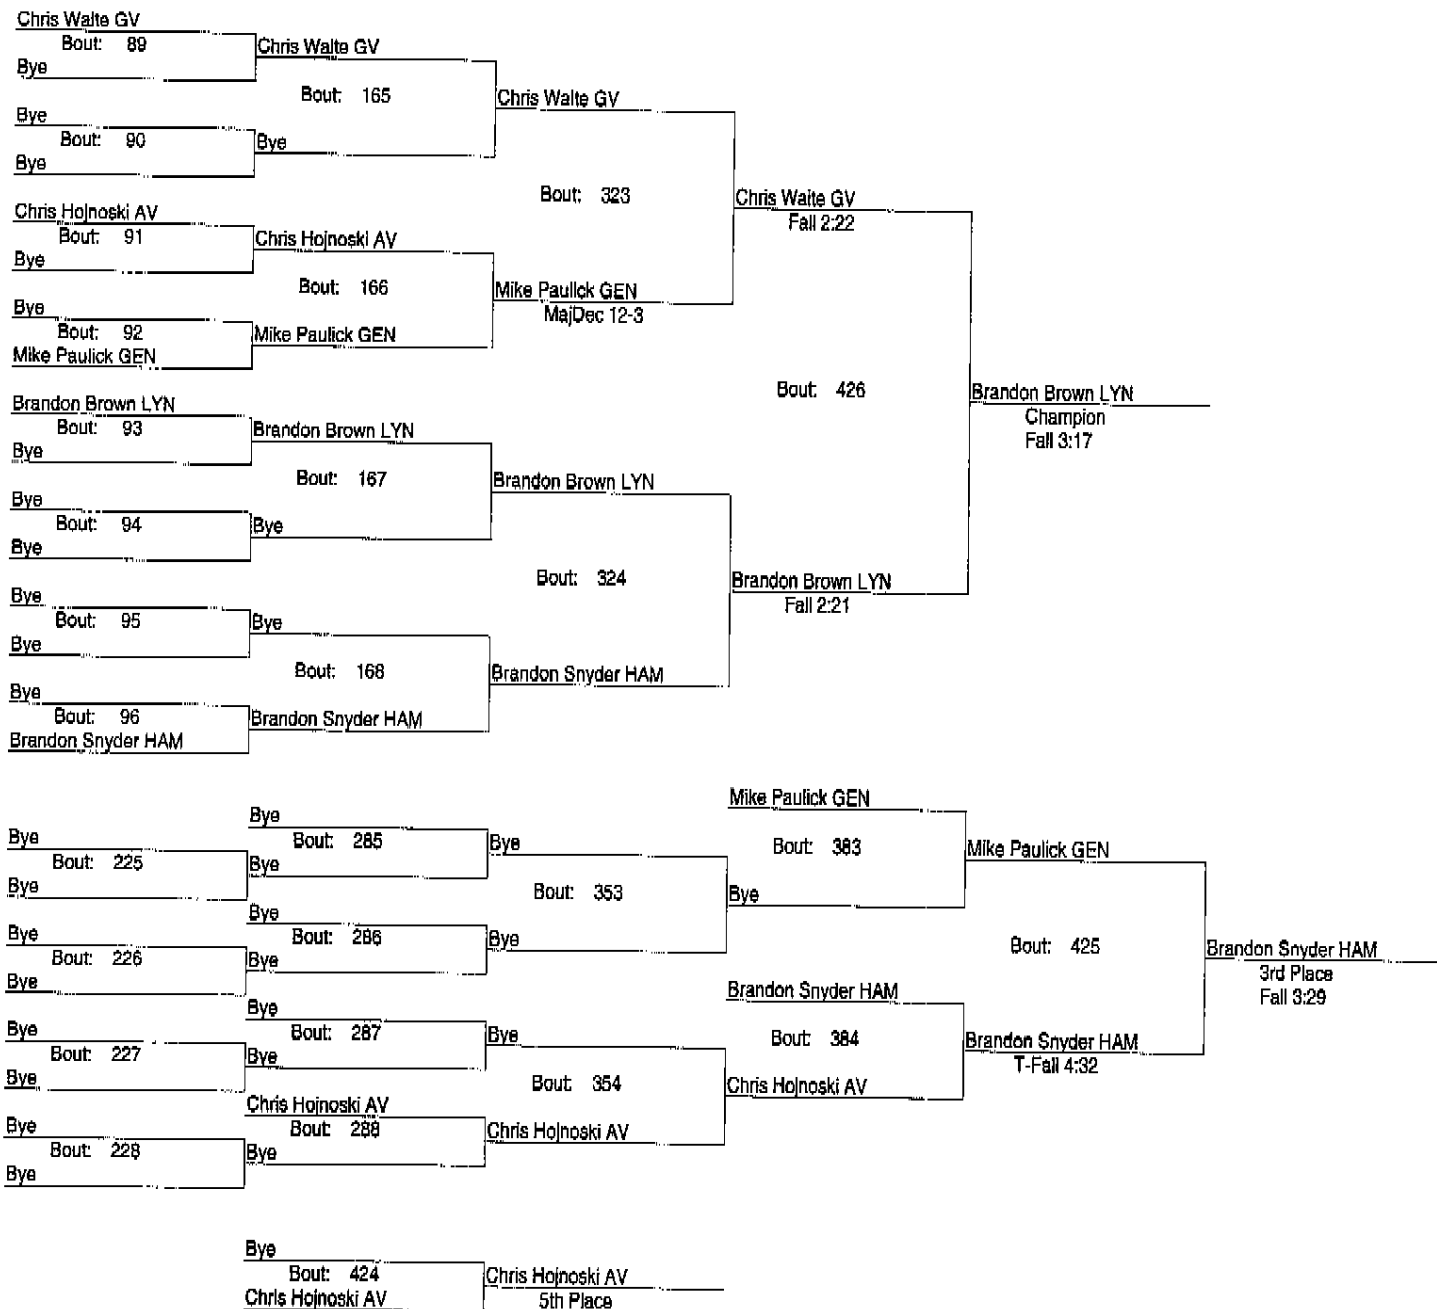 Chris Waite GV
Bout: 89
Bye
Chris Waite GV
Bout: 165
Bye
Bout: 90
Bye
Bye
Chris Waite GV
Bout: 323
Chris Hojnoski AV
Bout: 91
Bye
Chris Hojnoski AV
Bout: 166
Bye
Bout: 92
Mike Paulick GEN
Mike Paulick GEN
Mike Paulick GEN
MajDec 12-3
Chris Waite GV
Fall 2:22
Bout: 426
Brandon Brown LYN
Champion
Fall 3:17
Brandon Brown LYN
Bout: 93
Bye
Brandon Brown LYN
Bout: 167
Bye
Bout: 94
Bye
Bye
Brandon Brown LYN
Bout: 324
Bye
Bout: 95
Bye
Bye
Bout: 168
Bye
Bout: 96
Brandon Snyder HAM
Brandon Snyder HAM
Brandon Snyder HAM
Brandon Brown LYN
Fall 2:21
Bye
Bout: 225
Bye
Bye
Bout: 285
Bye
Bye
Bout: 353
Bye
Bout: 226
Bye
Bye
Bout: 286
Bye
Bye
Mike Paulick GEN
Bout: 383
Bye
Mike Paulick GEN
Bout: 425
Brandon Snyder HAM
3rd Place
Fall 3:29
Bye
Bout: 227
Bye
Bye
Bout: 287
Bye
Bye
Bout: 354
Bye
Bout: 228
Bye
Chris Hojnoski AV
Bout: 288
Bye
Chris Hojnoski AV
Brandon Snyder HAM
Bout: 384
Chris Hojnoski AV
Brandon Snyder HAM
T-Fall 4:32
Bye
Bout: 424
Chris Hojnoski AV
Chris Hojnoski AV
5th Place